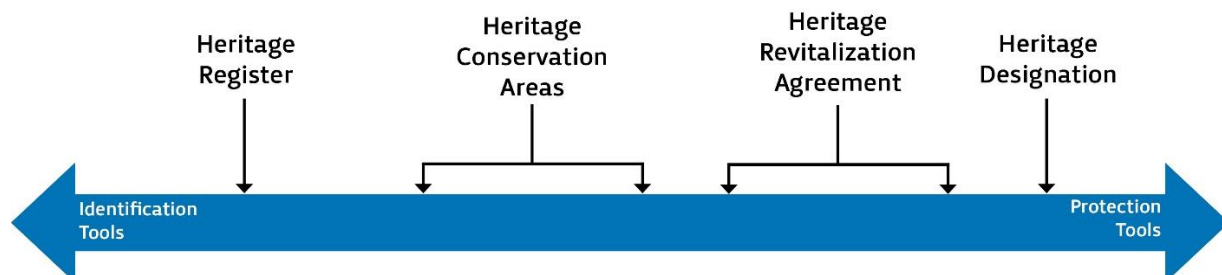 Heritage
Register
Heritage
Conservation
Areas
Heritage
Revitalization
Agreement
Heritage
Designation
Identification
Tools
Protection
Tools